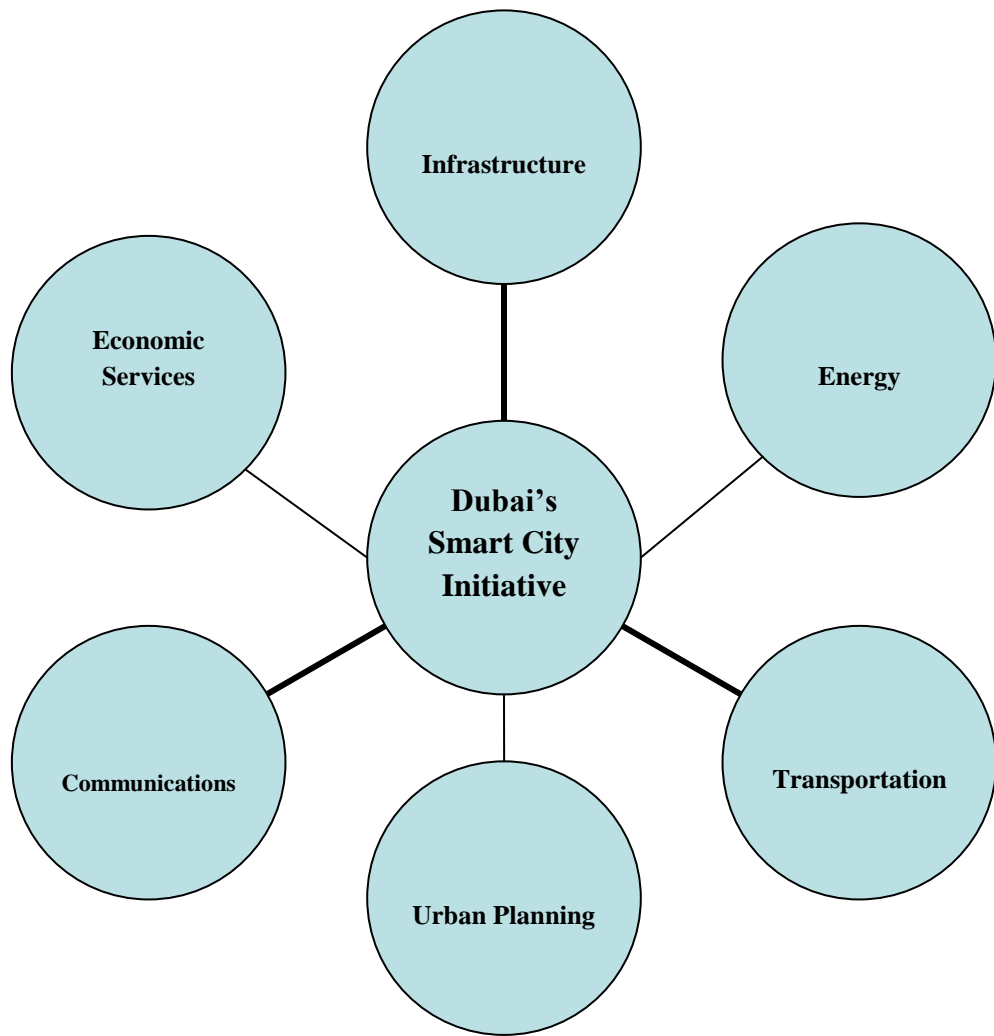 Infrastructure
Economic
Services
Energy
Dubai’s
Smart City
Initiative
Communications
Transportation
Urban Planning